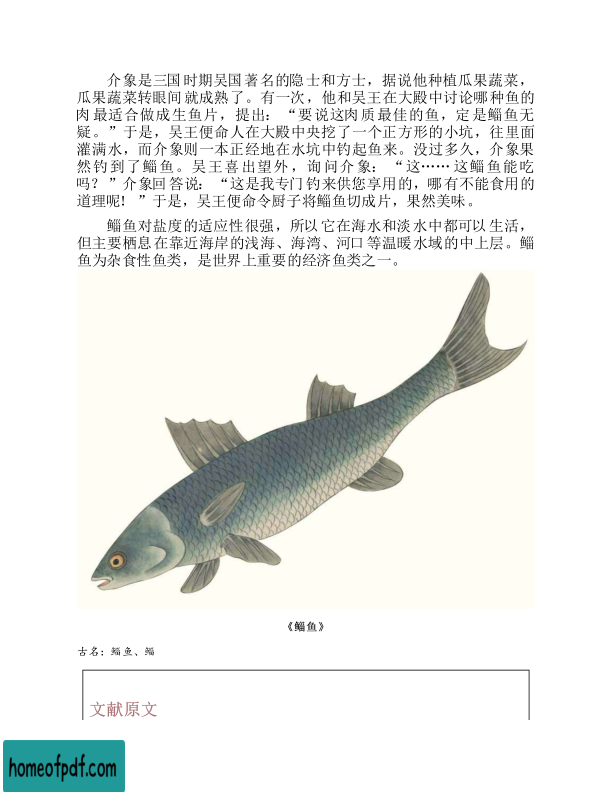 介象是三国时期吴国著名的隐士和方士，据说他种植瓜果蔬菜，
瓜果蔬菜转眼间就成熟了。有一次，他和吴王在大殿中讨论哪种鱼的
肉最适合做成生鱼片，提出：“要说这肉质最佳的鱼，定是鲻鱼无
疑。”于是，吴王便命人在大殿中央挖了一个正方形的小坑，往里面
灌满水，而介象则一本正经地在水坑中钓起鱼来。没过多久，介象果
然钓到了鲻鱼。吴王喜出望外，询问介象：“这……这鲻鱼能吃
吗？”介象回答说：“这是我专门钓来供您享用的，哪有不能食用的
道理呢！”于是，吴王便命令厨子将鲻鱼切成片，果然美味。
鲻鱼对盐度的适应性很强，所以它在海水和淡水中都可以生活，
但主要栖息在靠近海岸的浅海、海湾、河口等温暖水域的中上层。鲻
鱼为杂食性鱼类，是世界上重要的经济鱼类之一。
《鲻鱼》
古名：鲻鱼、鲻
文献原文
homeofpdf.com